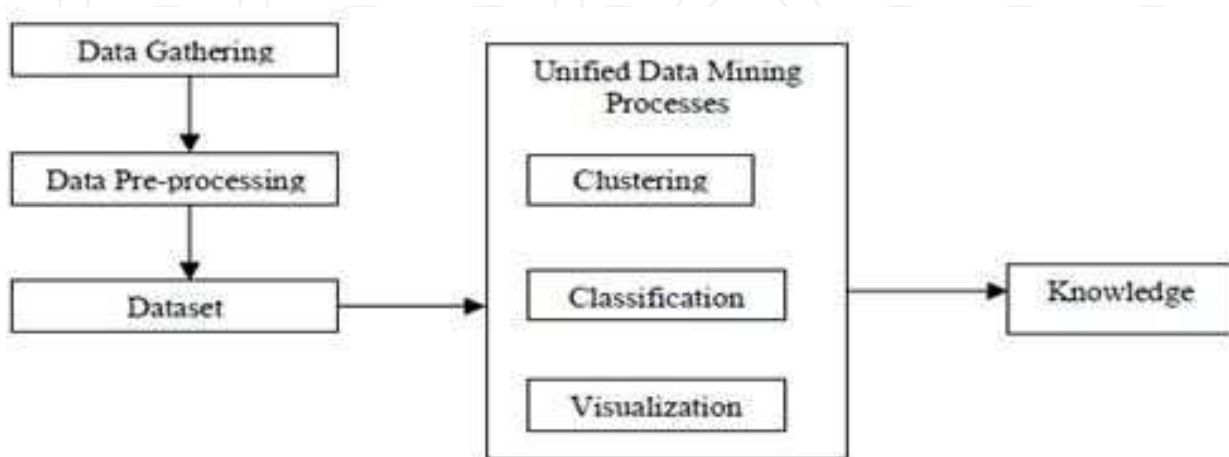 Data Gathering
Data Pre-processing
Dataset
Unified Data Mining
Processes
Clustering
Classification
Visualization
Knowledge